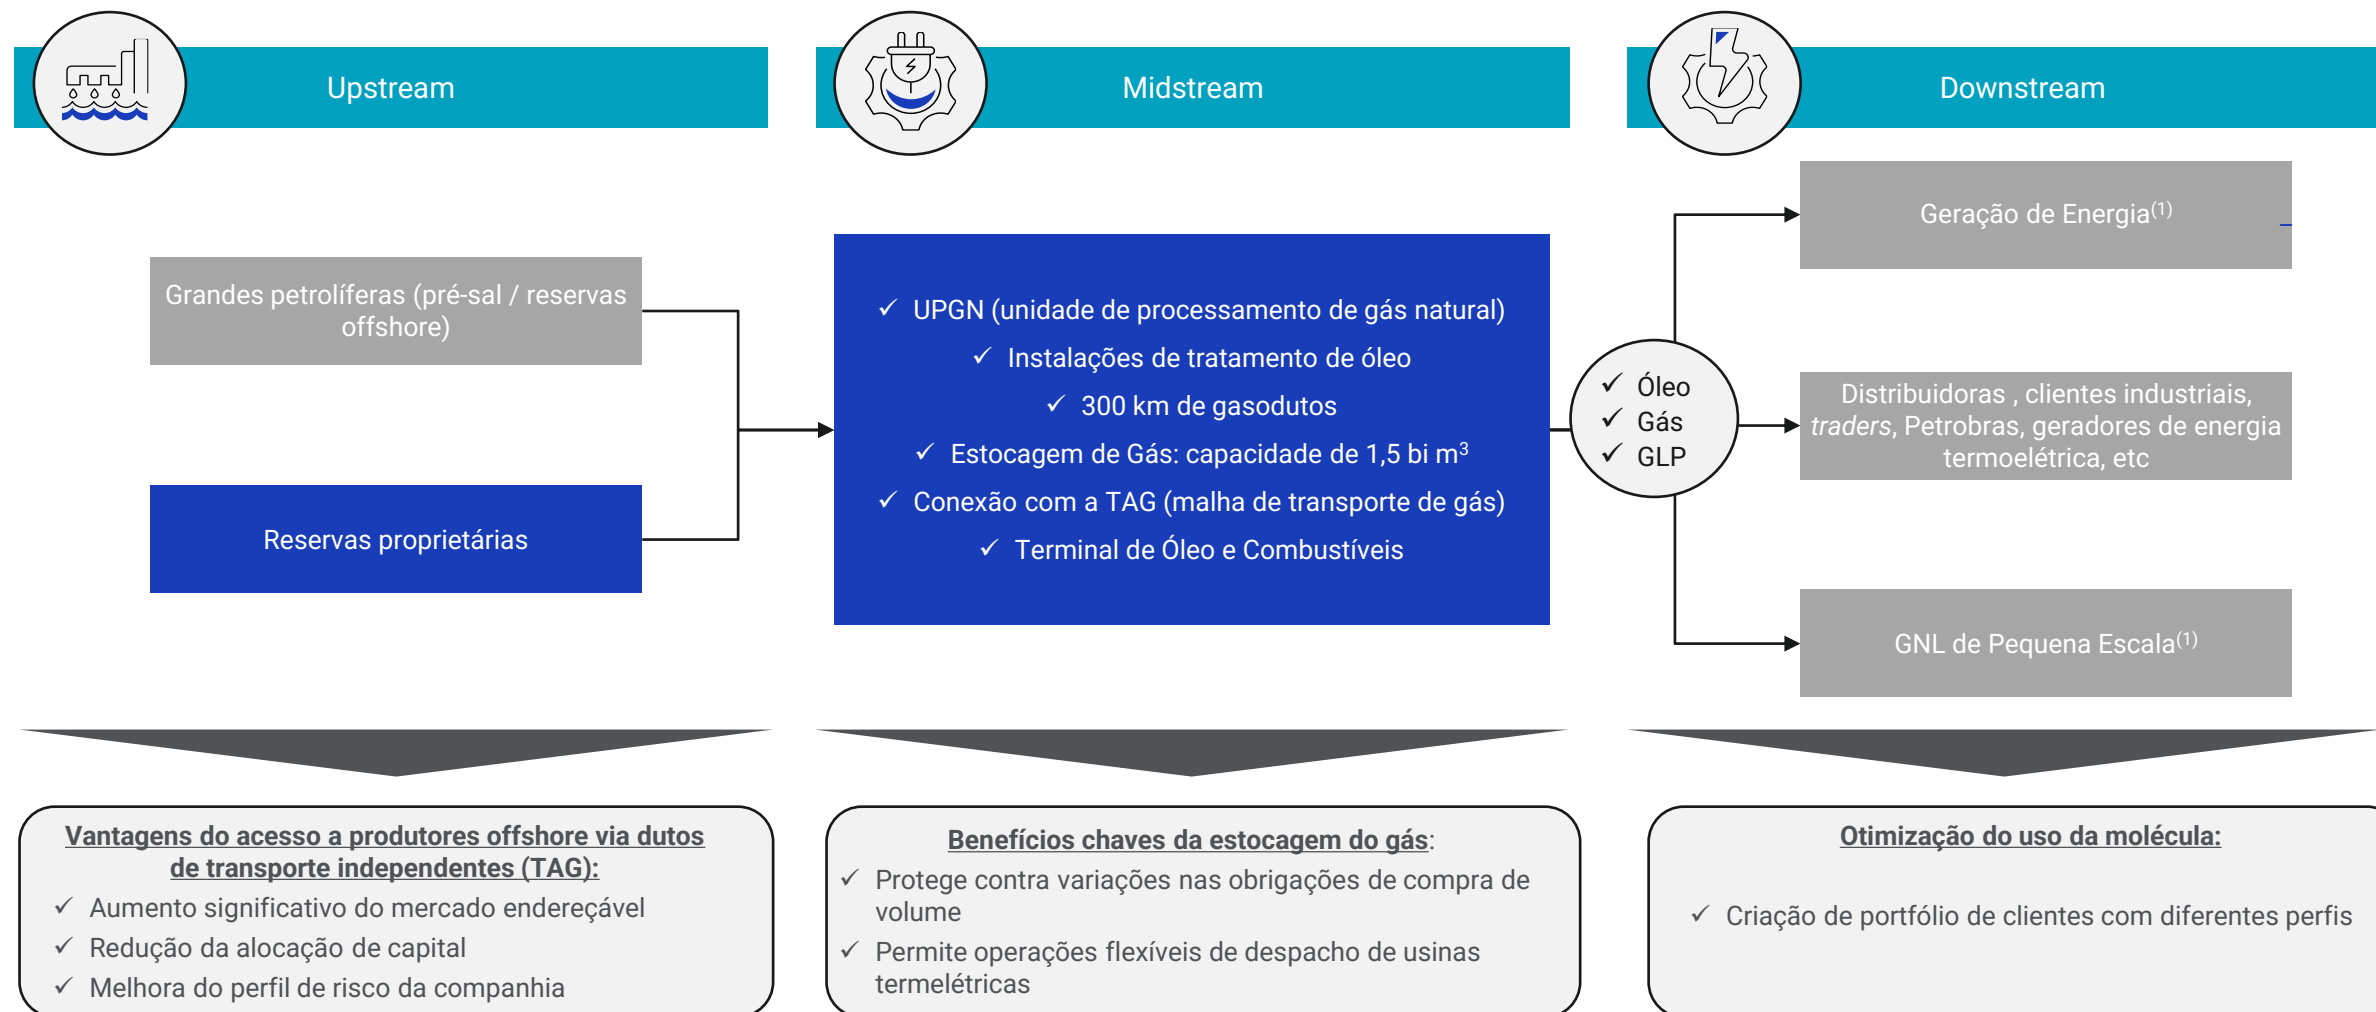 Upstream
Midstream
Downstream
Grandes petrolíferas (pré-sal / reservas
offshore)
Reservas proprietárias
✓ UPGN (unidade de processamento de gás natural)
✓ Instalações de tratamento de óleo
✓ 300 km de gasodutos
✓ Estocagem de Gás: capacidade de 1,5 bi m³
✓ Conexão com a TAG (malha de transporte de gás)
✓ Terminal de Óleo e Combustíveis
✓ Óleo
✓ Gás
✓ GLP
Geração de Energia(1)
Distribuidoras , clientes industriais,
traders, Petrobras, geradores de energia
termoelétrica, etc
GNL de Pequena Escala(1)
Vantagens do acesso a produtores offshore via dutos
de transporte independentes (TAG):
✓ Aumento significativo do mercado endereçável
✓ Redução da alocação de capital
✓ Melhora do perfil de risco da companhia
Benefícios chaves da estocagem do gás:
✓ Protege contra variações nas obrigações de compra de
volume
✓ Permite operações flexíveis de despacho de usinas
termelétricas
Otimização do uso da molécula:
✓ Criação de portfólio de clientes com diferentes perfis